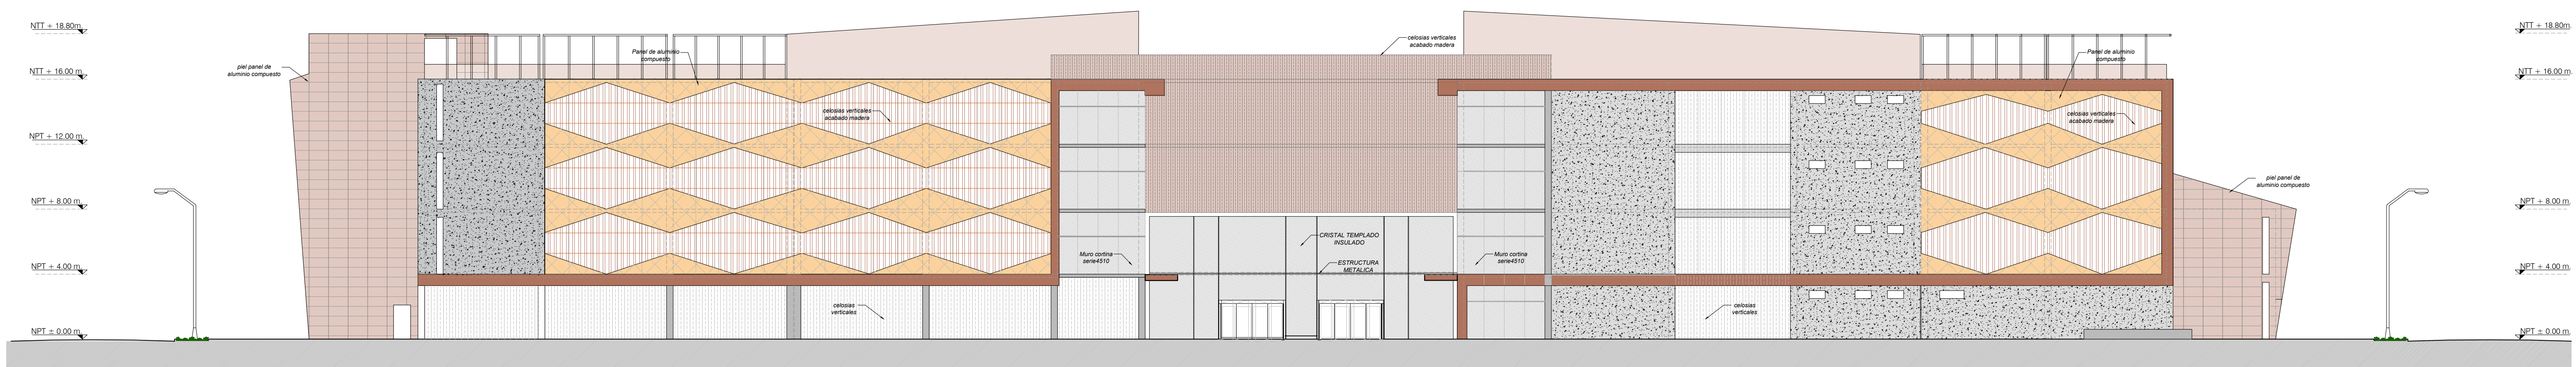 NTT + 18.80m.
NTT + 16.00 m.
NPT + 12.00 m.
NPT + 8.00 m.
NPT + 4.00 m.
NPT ± 0.00 m.
piel panel de
aluminio compuesto
Panel de aluminio
compuesto
celosias verticales
acabado madera
celosias
verticales
Muro cortina
serie4510
CRISTAL TEMPLADO
INSULADO
ESTRUCTURA
METALICA
celosias verticales
acabado madera
Muro cortina
serie4510
celosias
verticales
Panel de aluminio
compuesto
celosias verticales
acabado madera
piel panel de
aluminio compuesto
NTT + 18.80m.
NTT + 16.00 m.
NPT + 12.00 m.
NPT + 8.00 m.
NPT + 4.00 m.
NPT ± 0.00 m.